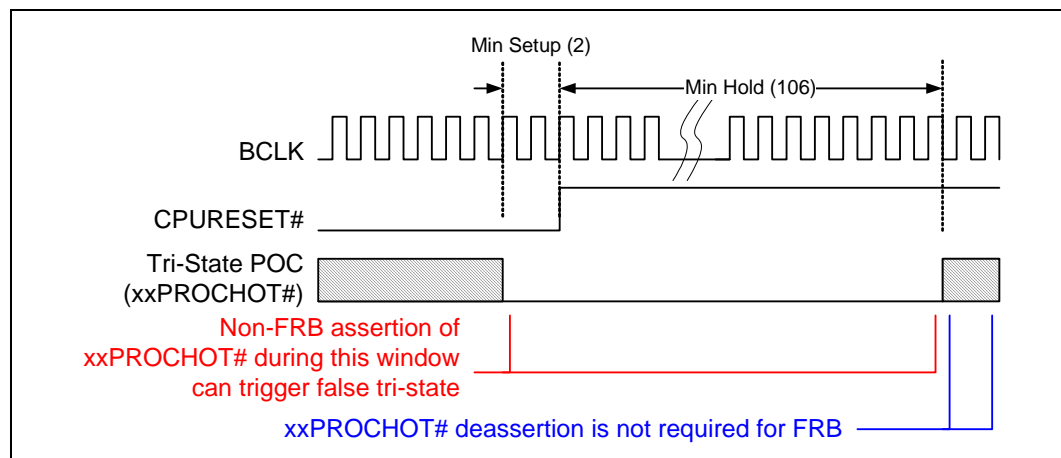 Min Setup (2)
Min Hold (106)
BCLK
CPURESET#
Tri-State POC
(xxPROCHOT#)
Non-FRB assertion of
xxPROCHOT# during this window
can trigger false tri-state
xxPROCHOT# deassertion is not required for FRB